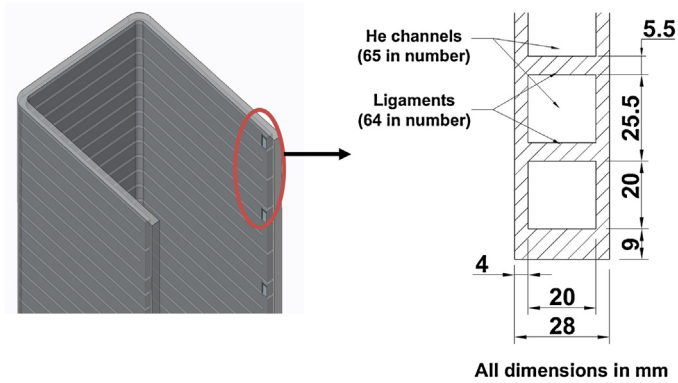 He channels
(65 in number)
Ligaments
(64 in number)
5.5
25.5
20
9
4
20
28
All dimensions in mm